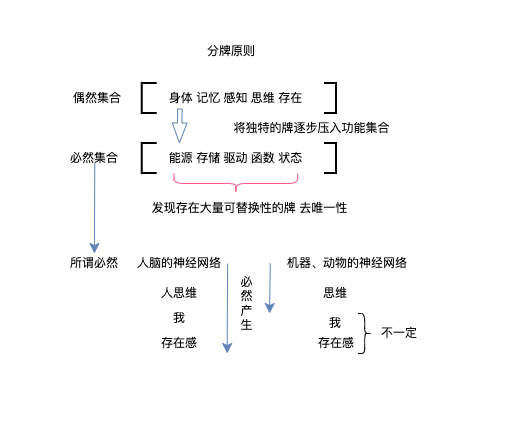 分牌原则
偶然集合 身体 记忆 感知 思维 存在
将独特的牌逐步压入功能集合
必然集合 能源 存储 驱动 函数 状态
发现存在大量可替换性的牌 去唯一性
所谓必然 人脑的神经网络 机器、动物的神经网络
人思维
我
存在感
必然产生
思维
我
存在感
不一定